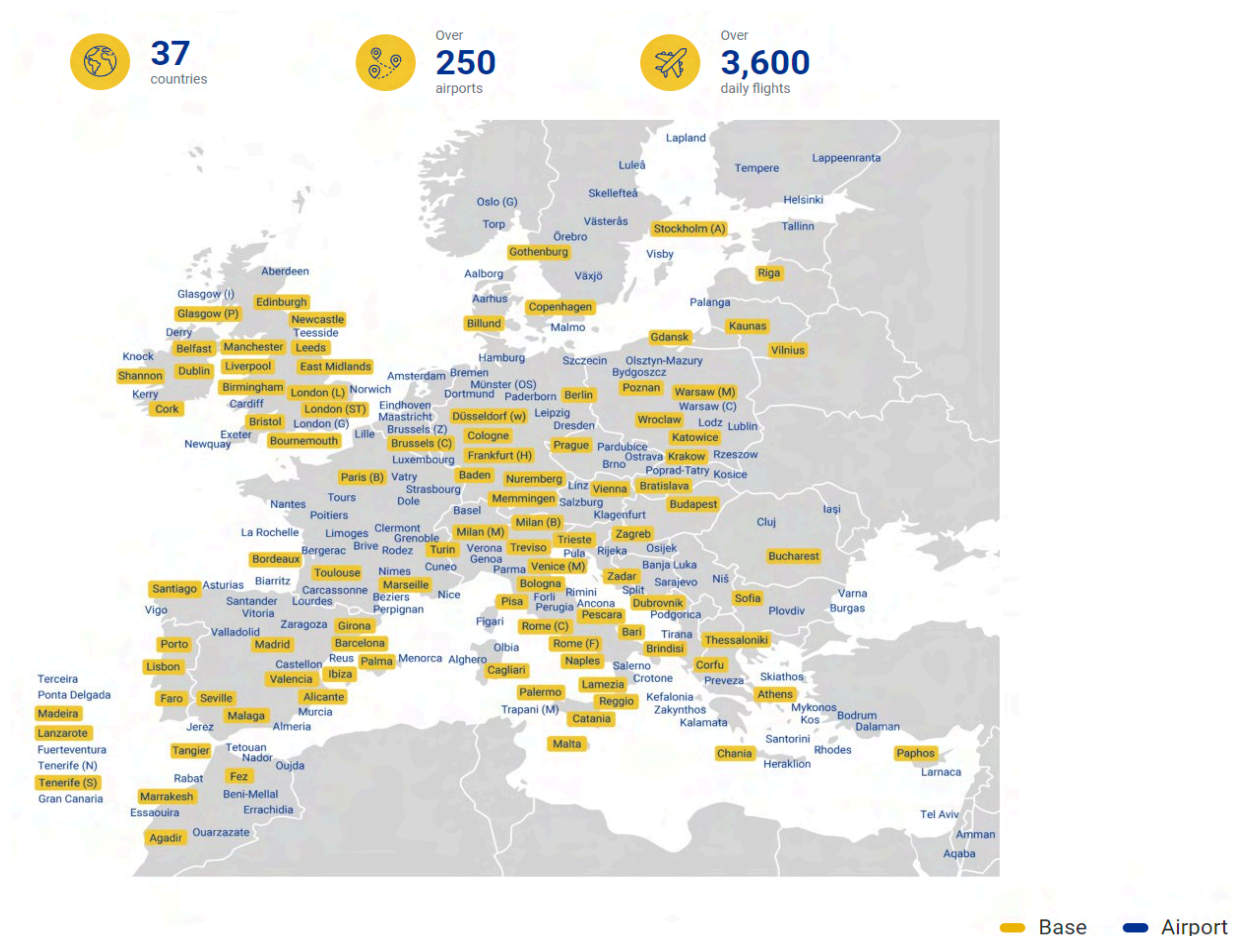 37
countries
Over
250
airports
Over
3,600
daily flights
Lapland
Lappeenranta
Luleå
Tempere
Skellefteå
Helsinki
Oslo (G)
Västerås
Torp
Stockholm (A)
Tallinn
Örebro
Gothenburg
Visby
Aberdeen
Aalborg
Växjö
Riga
Glasgow (I)
Edinburgh
Aarhus
Copenhagen
Palanga
Glasgow (P)
Newcastle
Billund
Malmo
Kaunas
Derry
Teesside
Gdansk
Belfast
Manchester
Leeds
Vilnius
Knock
Hamburg
Szczecin
Olsztyn-Mazury
Shannon
Dublin
Liverpool
East Midlands
Amsterdam
Bremen
Bydgoszcz
Kerry
Birmingham
London (L)
Norwich
Münster (OS)
Dortmund
Paderborn
Berlin
Poznan
Warsaw (M)
Cork
Cardiff
London (ST)
Eindhoven
Maastricht
Düsseldorf (w)
Leipzig
Warsaw (C)
Bristol
London (G)
Brussels (Z)
Dresden
Wroclaw
Lodz
Lublin
Exeter
Newquay
Bournemouth
Lille
Brussels (C)
Cologne
Prague
Pardubice
Katowice
Luxembourg
Frankfurt (H)
Ostrava
Krakow
Rzeszow
Brno
Poprad-Tatry
Kosice
Paris (B)
Vatry
Baden
Nuremberg
Linz
Vienna
Bratislava
Strasbourg
Tours
Dole
Memmingen
Salzburg
Budapest
Nantes
Poitiers
Basel
Klagenfurt
Iaşi
Cluj
La Rochelle
Limoges
Clermont
Grenoble
Milan (M)
Milan (B)
Zagreb
Trieste
Bergerac
Brive
Rodez
Turin
Verona
Treviso
Pula
Rijeka
Osijek
Bordeaux
Genoa
Bucharest
Toulouse
Nimes
Cuneo
Parma
Venice (M)
Banja Luka
Santiago
Asturias
Biarritz
Carcassonne
Marseille
Bologna
Zadar
Sarajevo
Niš
Lourdes
Beziers
Nice
Forli
Rimini
Split
Varna
Vigo
Santander
Vitoria
Perpignan
Pisa
Perugia
Ancona
Dubrovnik
Sofia
Plovdiv
Burgas
Valladolid
Zaragoza
Girona
Figari
Rome (C)
Pescara
Podgorica
Porto
Madrid
Barcelona
Olbia
Rome (F)
Bari
Tirana
Thessaloniki
Brindisi
Lisbon
Castellon
Reus
Palma
Menorca
Alghero
Cagliari
Naples
Salerno
Corfu
Terceira
Valencia
Ibiza
Crotone
Preveza
Skiathos
Ponta Delgada
Faro
Seville
Alicante
Palermo
Lamezia
Kefalonia
Athens
Madeira
Malaga
Murcia
Trapani (M)
Reggio
Zakynthos
Mykonos
Bodrum
Lanzarote
Jerez
Almeria
Catania
Kalamata
Kos
Dalaman
Fuerteventura
Tangier
Tetouan
Nador
Malta
Santorini
Rhodes
Chania
Paphos
Tenerife (N)
Oujda
Heraklion
Larnaca
Tenerife (S)
Rabat
Fez
Gran Canaria
Marrakesh
Beni-Mellal
Essaouira
Errachidia
Tel Aviv
Agadir
Ouarzazate
Amman
Aqaba
Base
Airport